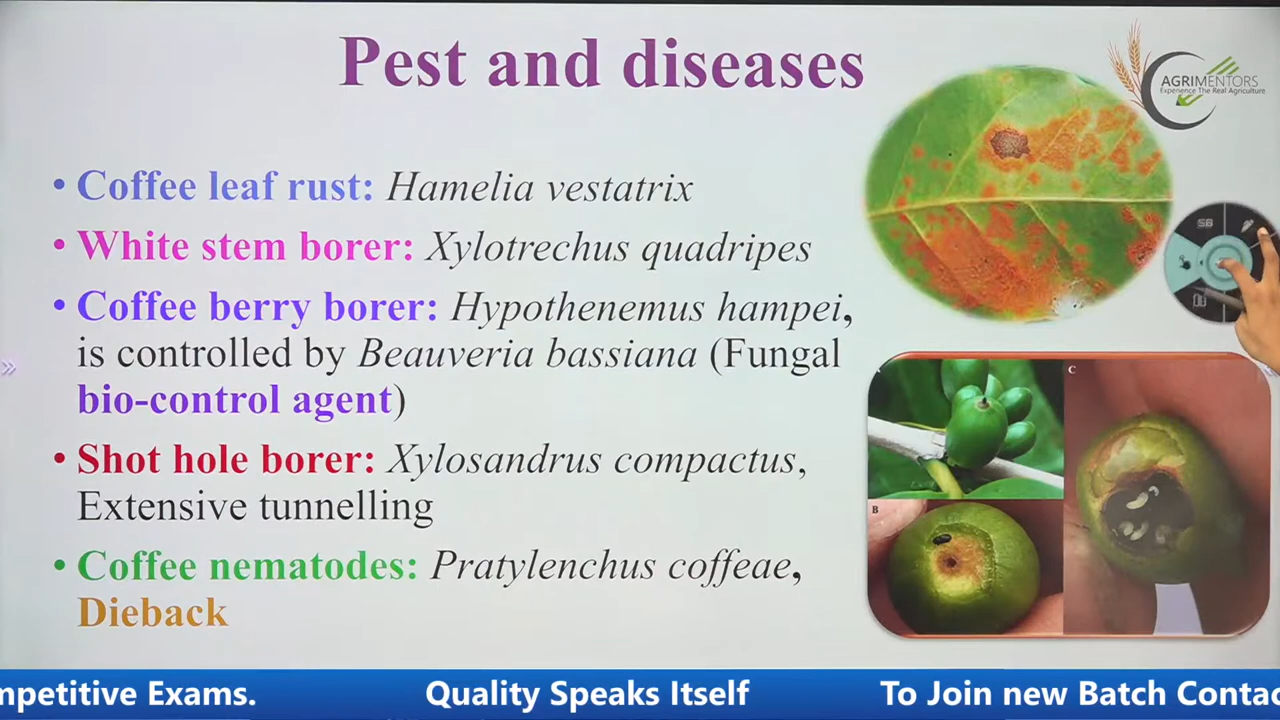 Pest and diseases
AGRIMENTORS
Experience The Real Agriculture
• Coffee leaf rust: Hamelia vestatrix
• White stem borer: Xylotrechus quadripes
• Coffee berry borer: Hypothenemus hampei,
is controlled by Beauveria bassiana (Fungal
bio-control agent)
• Shot hole borer: Xylosandrus compactus,
Extensive tunnelling
• Coffee nematodes: Pratylenchus coffeae,
Dieback
SB
C
B
mpetitive Exams.
Quality Speaks Itself
To Join new Batch Contac